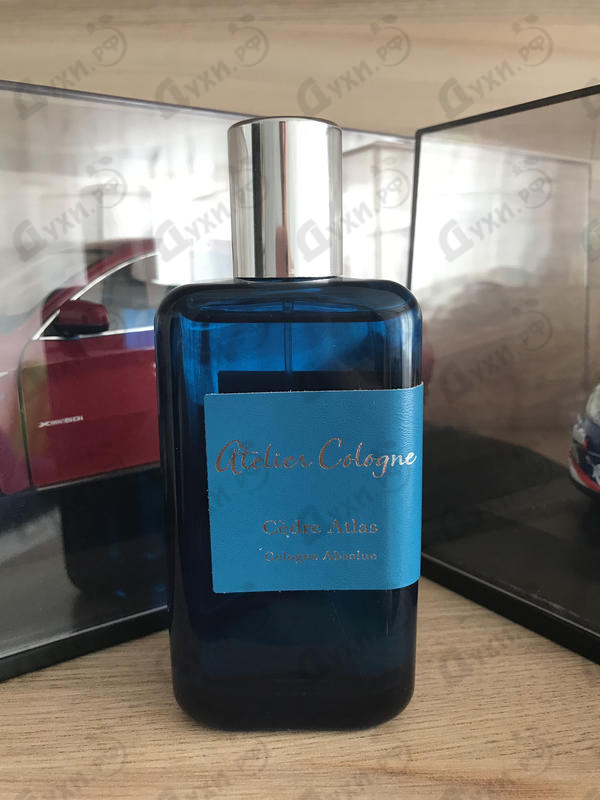 Atelier Cologne
Cèdre Atlas
Cologne Absolue
Духи.РФ